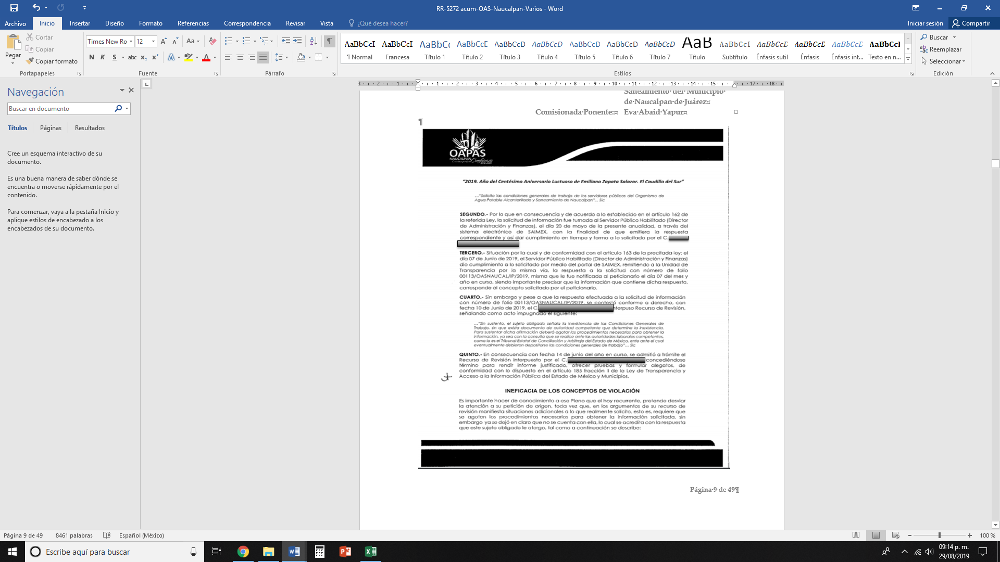 RR-5272 acum-OAS-Naucalpan-Varios - Word
Archivo Inicio Insertar Diseño Formato Referencias Correspondencia Revisar Vista ¿Qué desea hacer? Iniciar sesión Compartir
Pegar
Cortar
Copiar
Copiar formato
Portapapeles
Times New Ro 12
Fuente
Párrafo
AaBbCcI AaBbCcI AaBbCc AaBbCcD AaBbCcD AaBbCcD AaBbCcD AaBbCcD AaBbCcD AaB AaBbCcI AaBbCcD AaBbCcD AaBbCcD AaBbCcI
¶ Normal Francesa Título 1 Título 2 Título 3 Título 4 Título 5 Título 6 Título 7 Título Subtítulo Énfasis sutil Énfasis Énfasis int... Texto en n...
Estilos
Buscar
Reemplazar
Seleccionar
Edición
Navegación
Buscar en documento
Títulos Páginas Resultados
Cree un esquema interactivo de su
documento.
Es una buena manera de saber dónde se
encuentra o moverse rápidamente por el
contenido.
Para comenzar, vaya a la pestaña Inicio y
aplique estilos de encabezado a los
encabezados de su documento.
3 2 1 1 2 3 4 5 6 7 8 9 10 11 12 13 14 15 17 18
Saneamiento del Municipio
de Naucalpan de Juárez
Comisionada Ponente: Eva Abaid Yapur
OAPAS
NAUCALPAN
"2019. Año del Centésimo Aniversario Luctuoso de Emiliano Zapata Salazar. El Caudillo del Sur"
..."Solicito las condiciones generales de trabajo de los servidores públicos del Organismo de
Agua Potable Alcantarillado y Saneamiento de Naucalpan"... Sic
SEGUNDO.- Por lo que en consecuencia y de acuerdo a lo establecido en el artículo 162 de
la referida Ley, la solicitud de información fue turnada al Servidor Público Habilitado (Director
de Administración y Finanzas), el día 20 de mayo de la presente anualidad, a través del
sistema electrónico de SAIMEX, con la finalidad de que emitiera la respuesta
correspondiente y así dar cumplimiento en tiempo y forma a lo solicitado por el C.
TERCERO.- Situación por la cual y de conformidad con el artículo 163 de la precitada ley; el
día 07 de Junio de 2019, el Servidor Público Habilitado (Director de Administración y Finanzas)
dio cumplimiento a lo solicitado por medio del portal de SAIMEX, remitiendo a la Unidad de
Transparencia por la misma vía, la respuesta a la solicitud con número de folio
00113/OASNAUCAL/IP/2019, misma que le fue notificada al peticionario el día 07 del mes y
año en curso, siendo importante precisar que la información que contiene dicha respuesta,
corresponde al concepto solicitado por el peticionario.
CUARTO.- Sin embargo y pese a que la respuesta efectuada a la solicitud de información
con número de folio 00113/OASNAUCAL/IP/2019, se contestó conforme a derecho, con
fecha 10 de Junio de 2019, el C. nterpuso Recurso de Revisión,
señalando como acto impugnado el siguiente:
..."Sin sustento, el sujeto obligado señala la inexistencia de las Condiciones Generales de
Trabajo, sin que exista documento de autoridad competente que determine la inexistencia.
Para sustentar dicha afirmación deberá agotar los procedimientos necesarios para obtener la
información, ya sea con la consulta que se realice ante las autoridades laborales competentes,
como lo es el Tribunal Estatal de Conciliación y Arbitraje del Estado de México, ente ante el cual
eventualmente debieron depositarse las condiciones generales de trabajo"... Sic
QUINTO.- En consecuencia con fecha 14 de junio del año en curso, se admitió a trámite el
Recurso de Revisión interpuesto por el C. concediéndose
término para rendir informe justificado, ofrecer pruebas y formular alegatos, de
conformidad con lo dispuesto en el artículo 185 fracción II de la Ley de Transparencia y
Acceso a la Información Pública del Estado de México y Municipios.
INEFICACIA DE LOS CONCEPTOS DE VIOLACIÓN
Es importante hacer de conocimiento a ese Pleno que el hoy recurrente, pretende desviar
la atención a su petición de origen, toda vez que, en los argumentos de su recurso de
revisión manifiesta situaciones adicionales a lo que realmente solicito, esto es, requiere que
se agoten los procedimientos necesarios para obtener la información solicitada, sin
embargo ya se dejó en claro que no se cuenta con ella, lo cual se acredita con la respuesta
que este sujeto obligado le otorgo, tal como a continuación se describe:
Página 9 de 49¶
Página 9 de 49 8461 palabras Español (México) 100 %
Escribe aquí para buscar
09:14 p. m.
29/08/2019